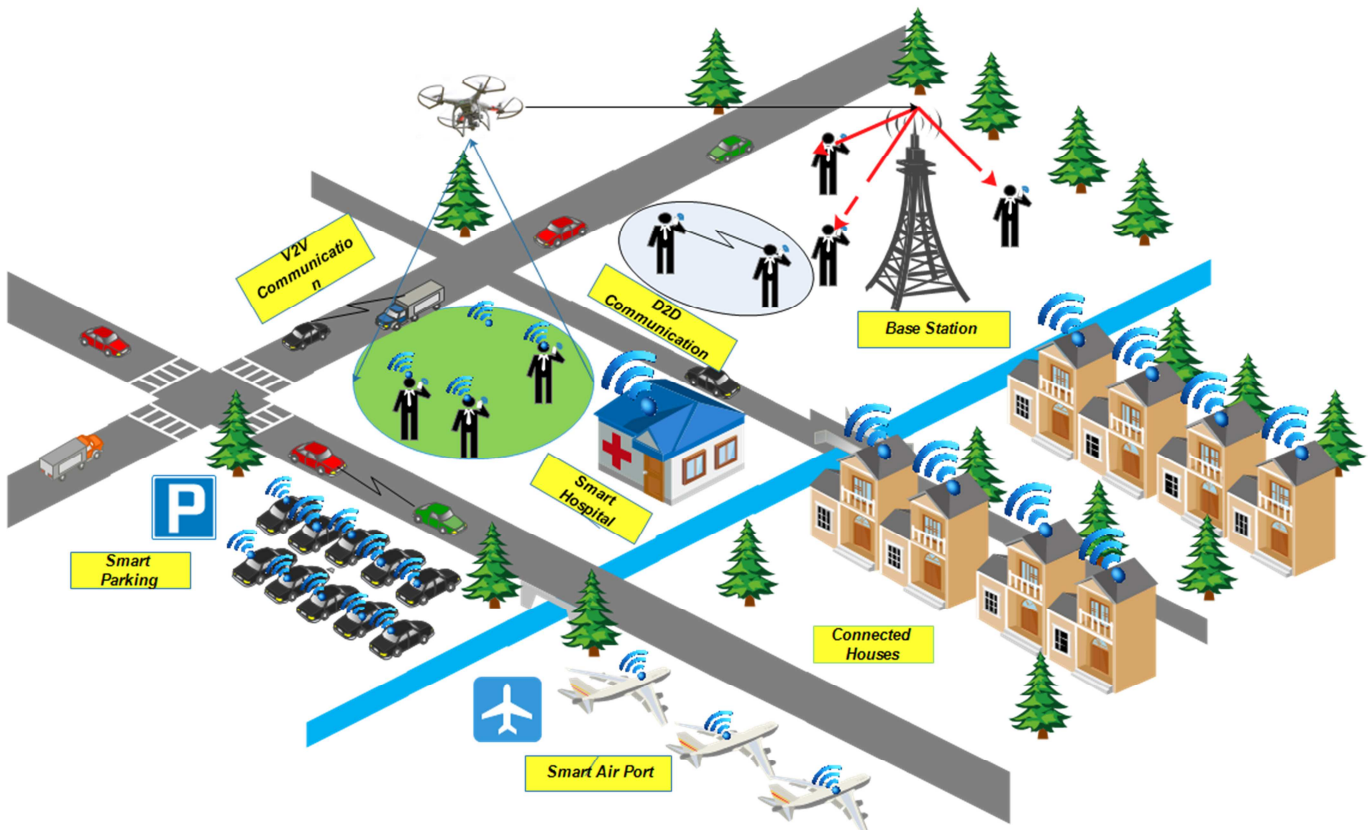 V2V
Communicatio
n
D2D
Communication
Base Station
Smart
Hospital
P
Smart
Parking
Connected
Houses
Smart Air Port